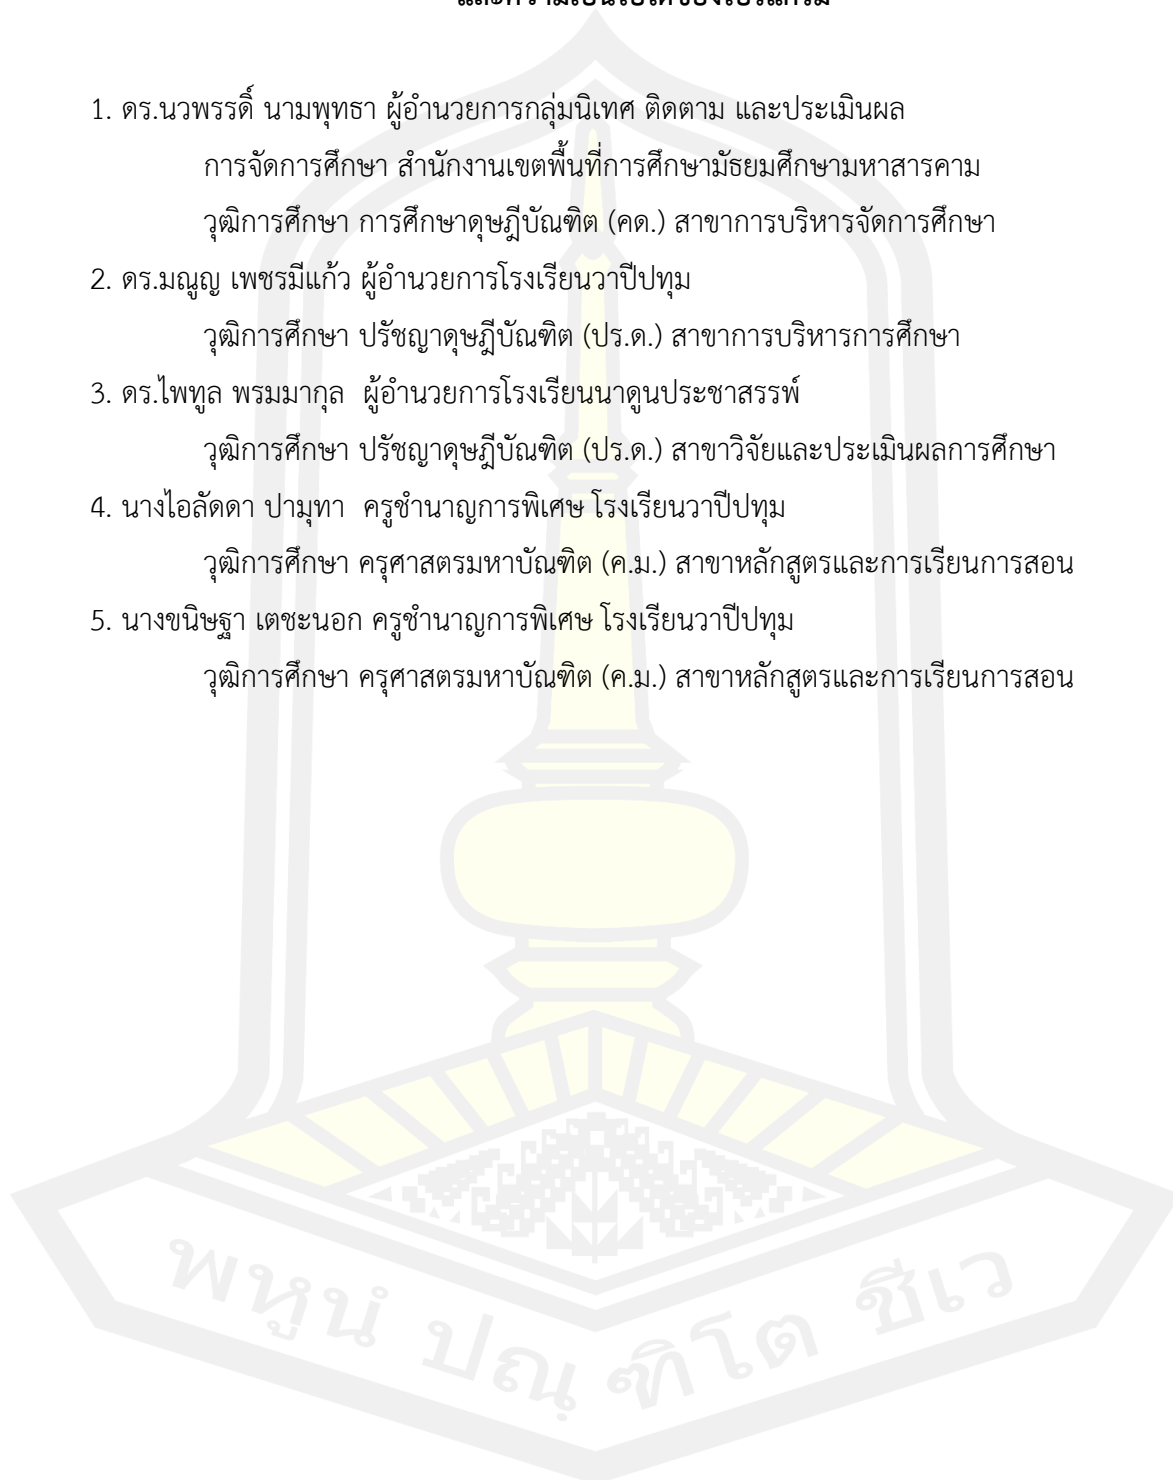 และความเป็นไปได้ของโปรแกรม
1. ดร.นวพรรดิ์ นามพุทธา ผู้อำนวยการกลุ่มนิเทศ ติดตาม และประเมินผล
การจัดการศึกษา สำนักงานเขตพื้นที่การศึกษามัธยมศึกษามหาสารคาม
วุฒิการศึกษา การศึกษาดุษฎีบัณฑิต (คด.) สาขาการบริหารจัดการศึกษา
2. ดร.มณูญ เพชรมีแก้ว ผู้อำนวยการโรงเรียนวาปีปทุม
วุฒิการศึกษา ปรัชญาดุษฎีบัณฑิต (ปร.ด.) สาขาการบริหารการศึกษา
3. ดร.ไพทูล พรมมากุล ผู้อำนวยการโรงเรียนนาดูนประชาสรรพ์
วุฒิการศึกษา ปรัชญาดุษฎีบัณฑิต (ปร.ด.) สาขาวิจัยและประเมินผลการศึกษา
4. นางไอลัดดา ปามุทา ครูชำนาญการพิเศษ โรงเรียนวาปีปทุม
วุฒิการศึกษา ครุศาสตรมหาบัณฑิต (ค.ม.) สาขาหลักสูตรและการเรียนการสอน
5. นางขนิษฐา เตชะนอก ครูชำนาญการพิเศษ โรงเรียนวาปีปทุม
วุฒิการศึกษา ครุศาสตรมหาบัณฑิต (ค.ม.) สาขาหลักสูตรและการเรียนการสอน
พหูนํ ปณฺฑิโต ชีเว